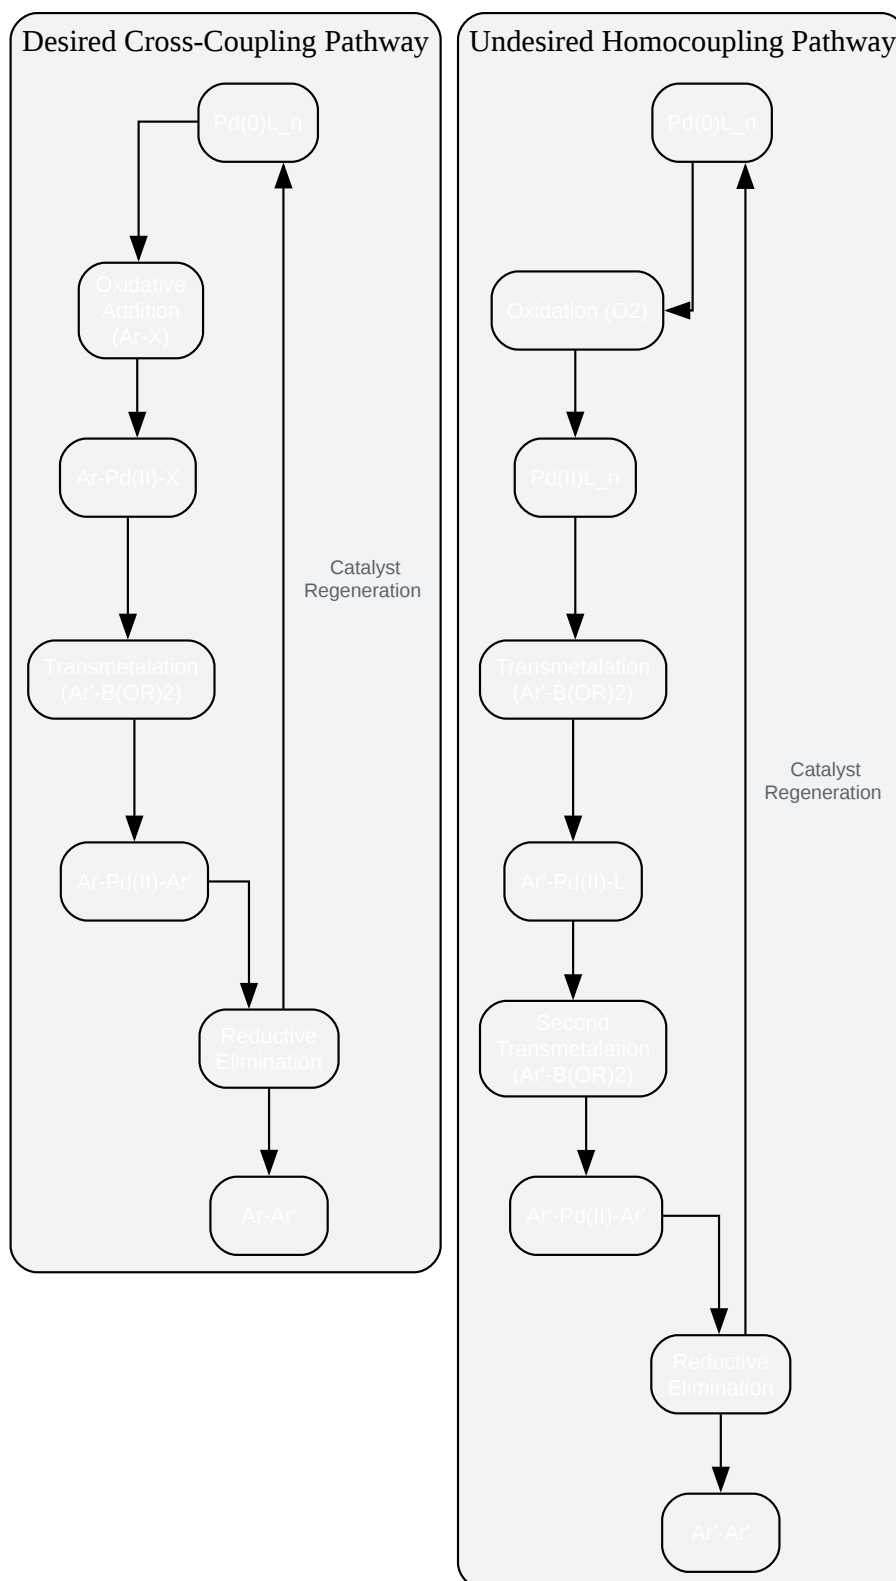 Desired Cross-Coupling Pathway
Pd(0)L_n
Oxidative
Addition
(Ar-X)
Ar-Pd(II)-X
Catalyst
Regeneration
Transmetalation
(Ar'-B(OR)2)
Ar-Pd(II)-Ar'
Reductive
Elimination
Ar-Ar'
Undesired Homocoupling Pathway
Pd(0)L_n
Oxidation (O2)
Pd(II)L_n
Transmetalation
(Ar'-B(OR)2)
Catalyst
Regeneration
Ar'-Pd(II)-L
Second
Transmetalation
(Ar'-B(OR)2)
Ar'-Pd(II)-Ar'
Reductive
Elimination
Ar'-Ar'